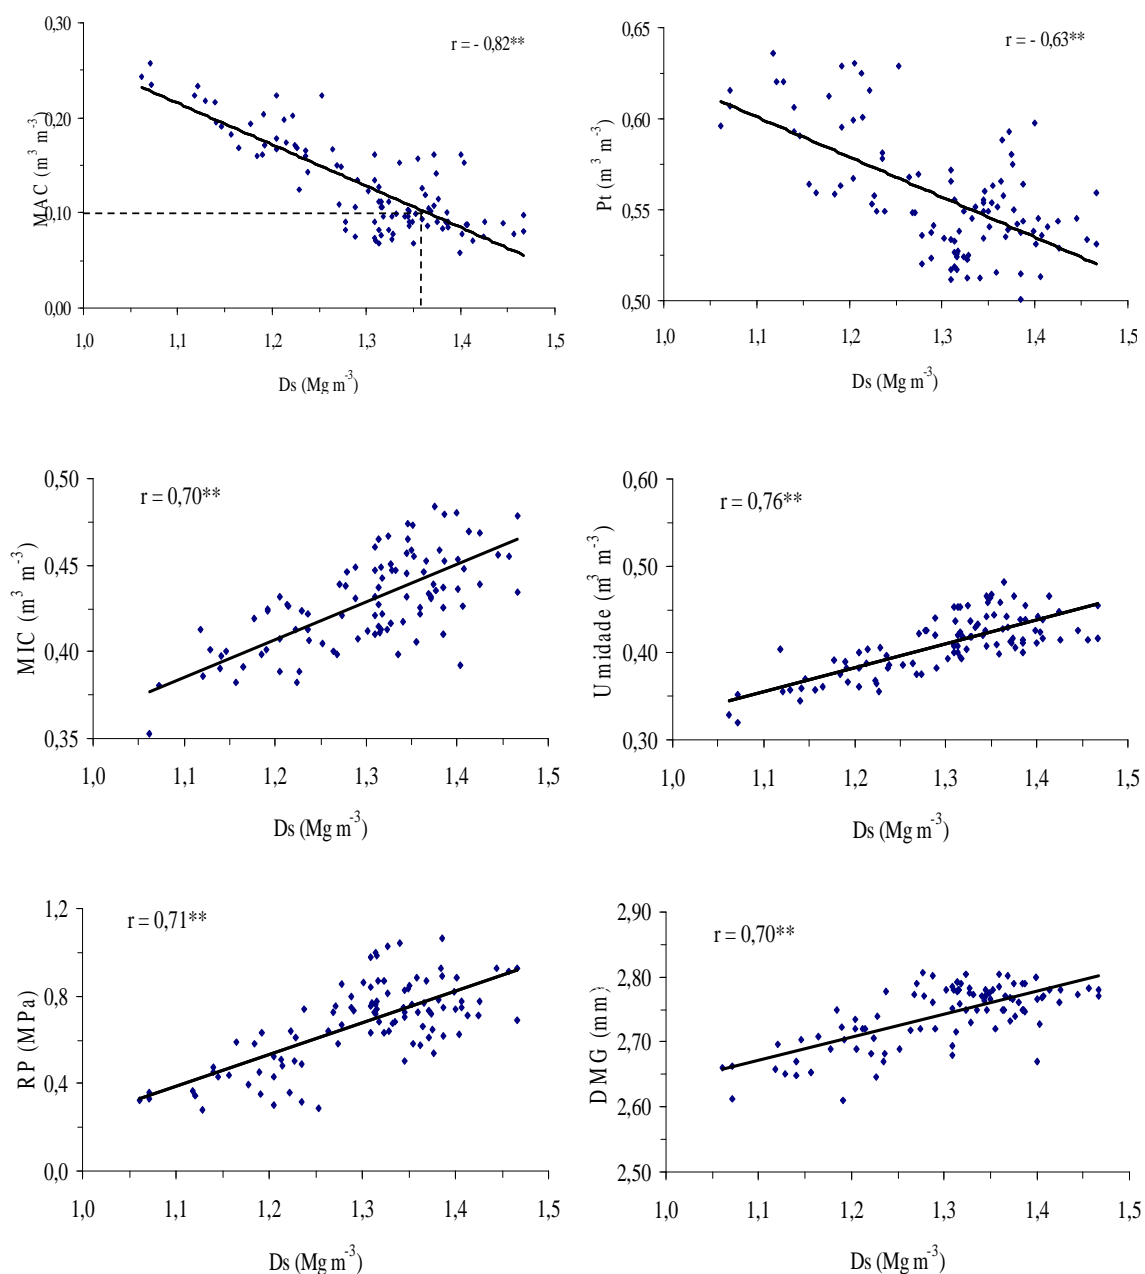 0,30
0,20
0,10
0,00
MAC (m³ m⁻³)
r = - 0,82**
1,0 1,1 1,2 1,3 1,4 1,5
Ds (Mg m⁻³)
0,65
0,60
0,55
0,50
Pt (m³ m⁻³)
r = - 0,63**
1,0 1,1 1,2 1,3 1,4 1,5
Ds (Mg m⁻³)
0,50
0,45
0,40
0,35
MIC (m³ m⁻³)
r = 0,70**
1,0 1,1 1,2 1,3 1,4 1,5
Ds (Mg m⁻³)
0,60
0,50
0,40
0,30
Umidade (m³ m⁻³)
r = 0,76**
1,0 1,1 1,2 1,3 1,4 1,5
Ds (Mg m⁻³)
1,2
0,8
0,4
0,0
RP (MPa)
r = 0,71**
1,0 1,1 1,2 1,3 1,4 1,5
Ds (Mg m⁻³)
2,90
2,80
2,70
2,60
2,50
DMG (mm)
r = 0,70**
1,0 1,1 1,2 1,3 1,4 1,5
Ds (Mg m⁻³)